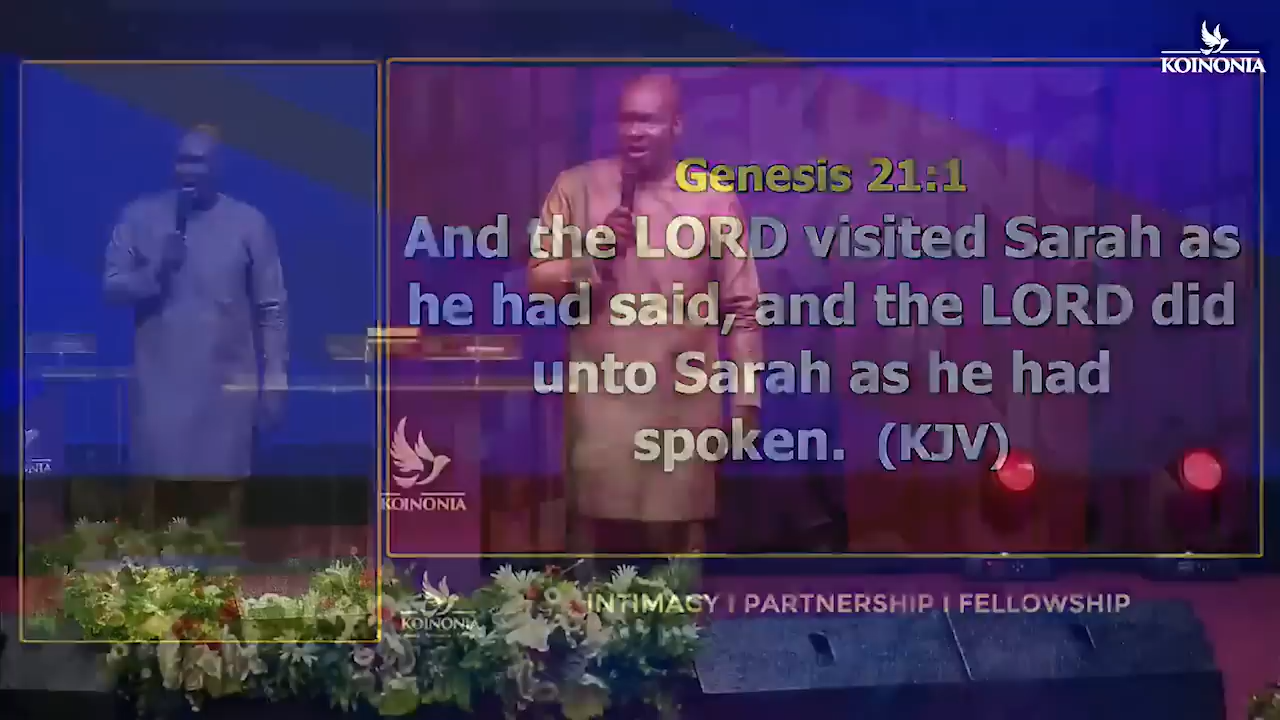 KOINONIA
Genesis 21:1
And the LORD visited Sarah as
he had said, and the LORD did
unto Sarah as he had
spoken. (KJV)
KOINONIA
KOINONIA
INTIMACY | PARTNERSHIP | FELLOWSHIP